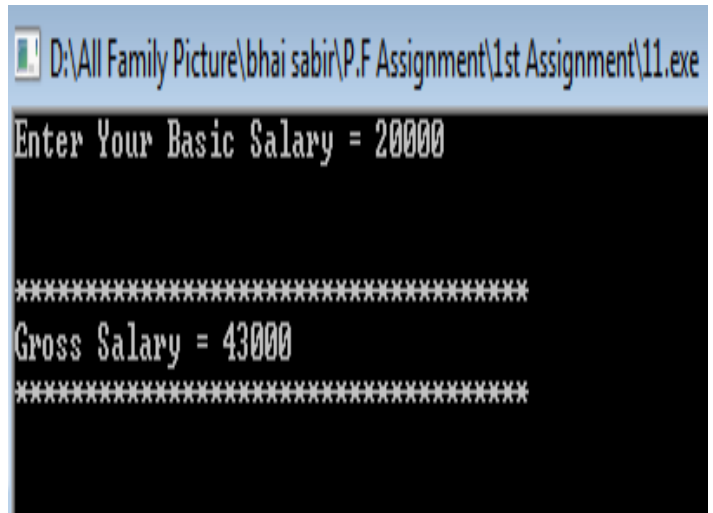 D:\All Family Picture\bhai sabir\P.F Assignment\1st Assignment\11.exe
Enter Your Basic Salary = 20000
*************************************
Gross Salary = 43000
*************************************